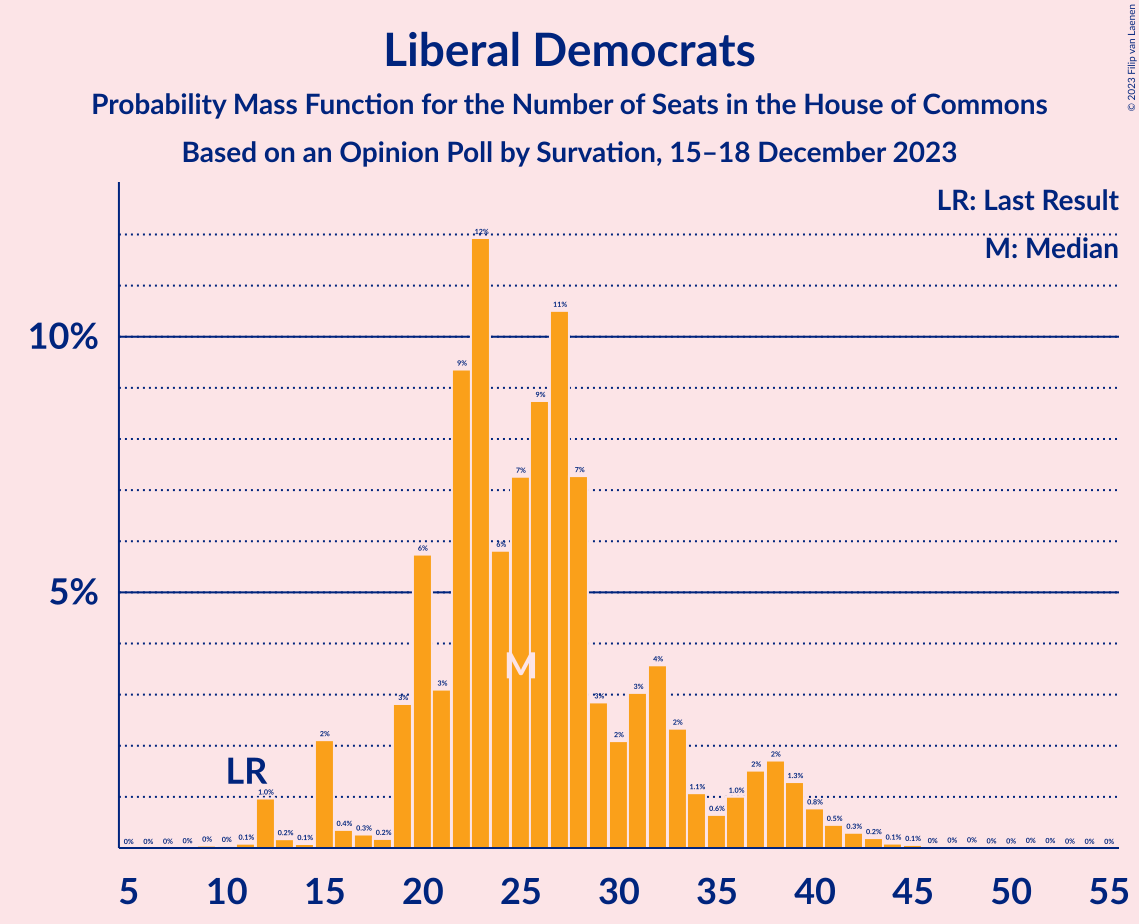 Liberal Democrats
Probability Mass Function for the Number of Seats in the House of Commons
Based on an Opinion Poll by Survation, 15–18 December 2023
© 2023 Filip van Laenen
LR: Last Result
M: Median
10%
5%
LR
M
0% 0% 0% 0% 0% 0% 0.1% 1.0% 0.2% 0.1% 2% 0.4% 0.3% 0.2% 3% 6% 3% 9% 12% 6% 7% 9% 11% 7% 3% 2% 3% 4% 2% 1.1% 0.6% 1.0% 2% 2% 1.3% 0.8% 0.5% 0.3% 0.2% 0.1% 0.1% 0% 0% 0% 0% 0% 0% 0% 0% 0% 0%
5 10 15 20 25 30 35 40 45 50 55